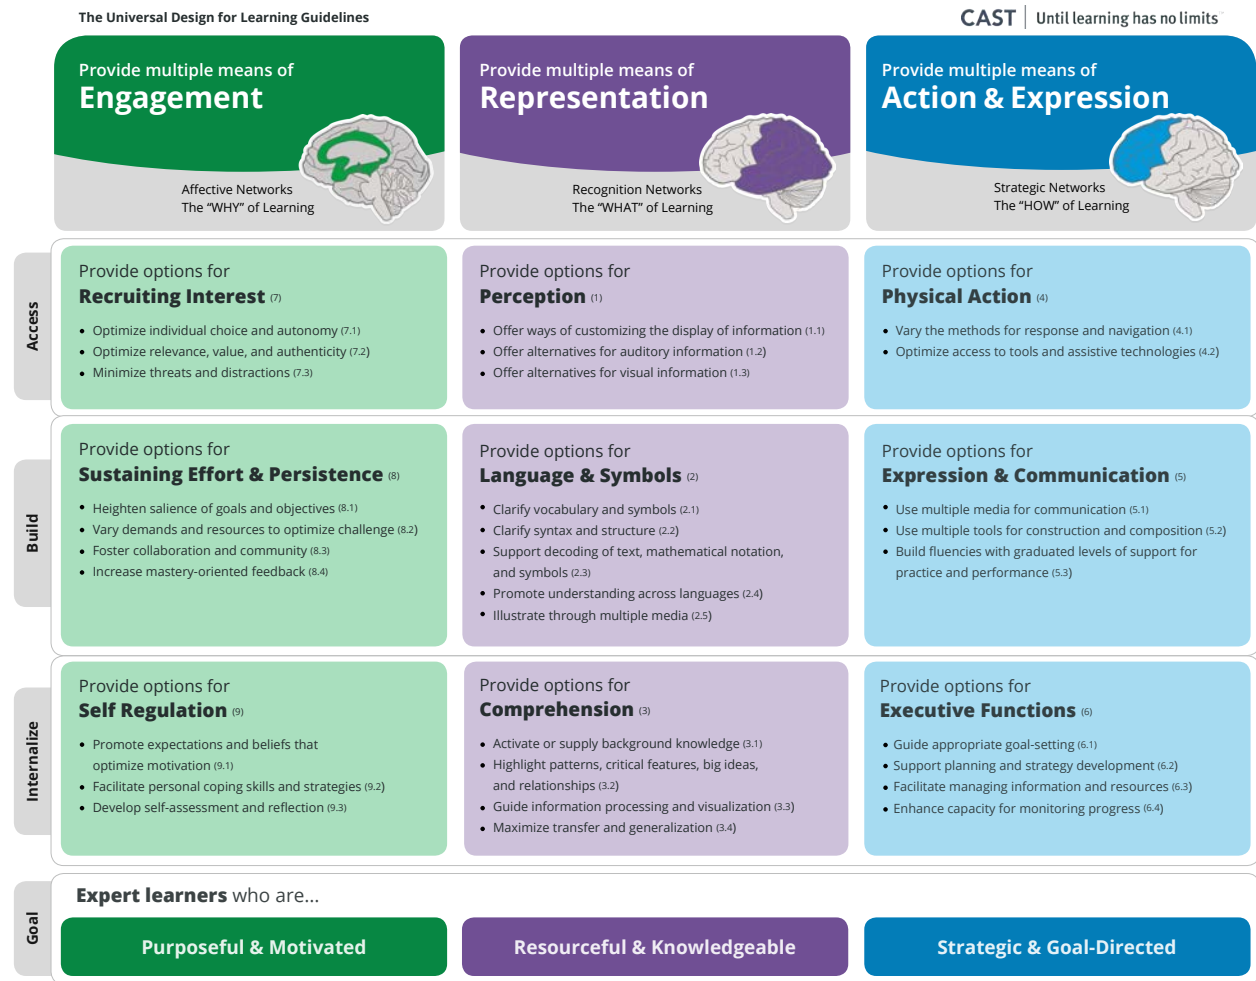 The Universal Design for Learning Guidelines
CAST | Until learning has no limits
Provide multiple means of
Engagement
Affective Networks
The “WHY” of Learning
Provide multiple means of
Representation
Recognition Networks
The “WHAT” of Learning
Provide multiple means of
Action & Expression
Strategic Networks
The “HOW” of Learning
Access
Provide options for
Recruiting Interest (7)
• Optimize individual choice and autonomy (7.1)
• Optimize relevance, value, and authenticity (7.2)
• Minimize threats and distractions (7.3)
Provide options for
Perception (1)
• Offer ways of customizing the display of information (1.1)
• Offer alternatives for auditory information (1.2)
• Offer alternatives for visual information (1.3)
Provide options for
Physical Action (4)
• Vary the methods for response and navigation (4.1)
• Optimize access to tools and assistive technologies (4.2)
Build
Provide options for
Sustaining Effort & Persistence (8)
• Heighten salience of goals and objectives (8.1)
• Vary demands and resources to optimize challenge (8.2)
• Foster collaboration and community (8.3)
• Increase mastery-oriented feedback (8.4)
Provide options for
Language & Symbols (2)
• Clarify vocabulary and symbols (2.1)
• Clarify syntax and structure (2.2)
• Support decoding of text, mathematical notation,
and symbols (2.3)
• Promote understanding across languages (2.4)
• Illustrate through multiple media (2.5)
Provide options for
Expression & Communication (5)
• Use multiple media for communication (5.1)
• Use multiple tools for construction and composition (5.2)
• Build fluencies with graduated levels of support for
practice and performance (5.3)
Internalize
Provide options for
Self Regulation (9)
• Promote expectations and beliefs that
optimize motivation (9.1)
• Facilitate personal coping skills and strategies (9.2)
• Develop self-assessment and reflection (9.3)
Provide options for
Comprehension (3)
• Activate or supply background knowledge (3.1)
• Highlight patterns, critical features, big ideas,
and relationships (3.2)
• Guide information processing and visualization (3.3)
• Maximize transfer and generalization (3.4)
Provide options for
Executive Functions (6)
• Guide appropriate goal-setting (6.1)
• Support planning and strategy development (6.2)
• Facilitate managing information and resources (6.3)
• Enhance capacity for monitoring progress (6.4)
Goal
Expert learners who are...
Purposeful & Motivated
Resourceful & Knowledgeable
Strategic & Goal-Directed